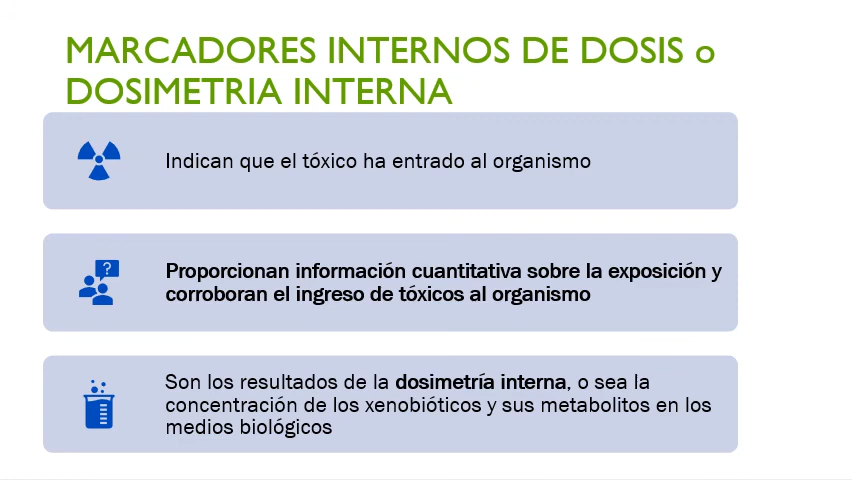 MARCADORES INTERNOS DE DOSIS o
DOSIMETRIA INTERNA
Indican que el tóxico ha entrado al organismo
?
Proporcionan información cuantitativa sobre la exposición y
corroboran el ingreso de tóxicos al organismo
Son los resultados de la dosimetría interna, o sea la
concentración de los xenobióticos y sus metabolitos en los
medios biológicos